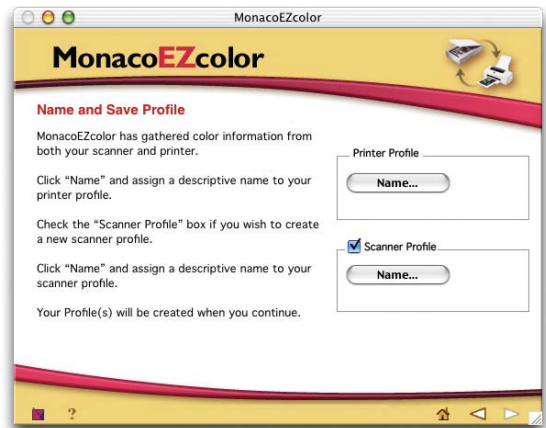 MonacoEZcolor
MonacoEZcolor
Name and Save Profile
MonacoEZcolor has gathered color information from
both your scanner and printer.
Click “Name” and assign a descriptive name to your
printer profile.
Check the “Scanner Profile” box if you wish to create
a new scanner profile.
Click “Name” and assign a descriptive name to your
scanner profile.
Your Profile(s) will be created when you continue.
Printer Profile
Name...
Scanner Profile
Name...
?